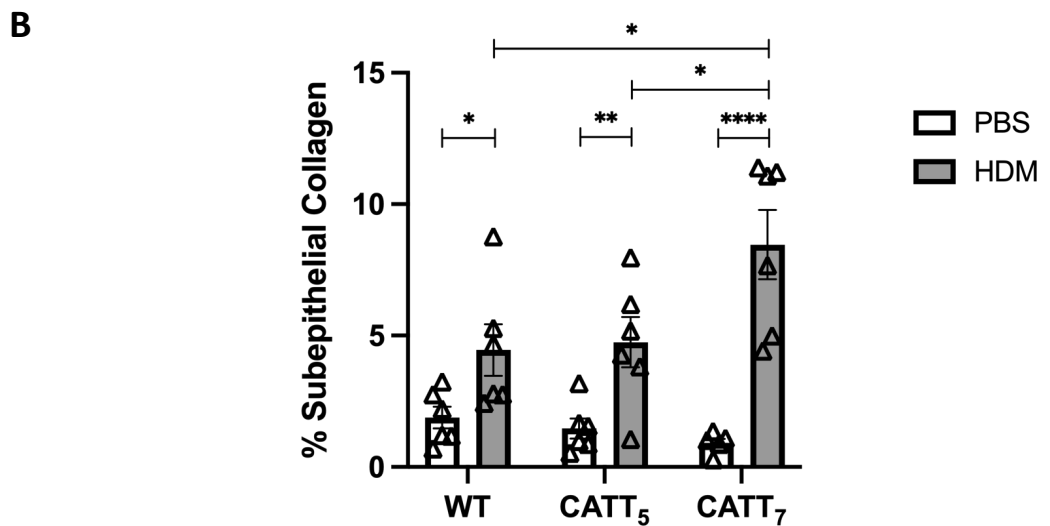 B
*
*
* ** ****
PBS
HDM
% Subepithelial Collagen
15
10
5
0
WT CATT₅ CATT₇